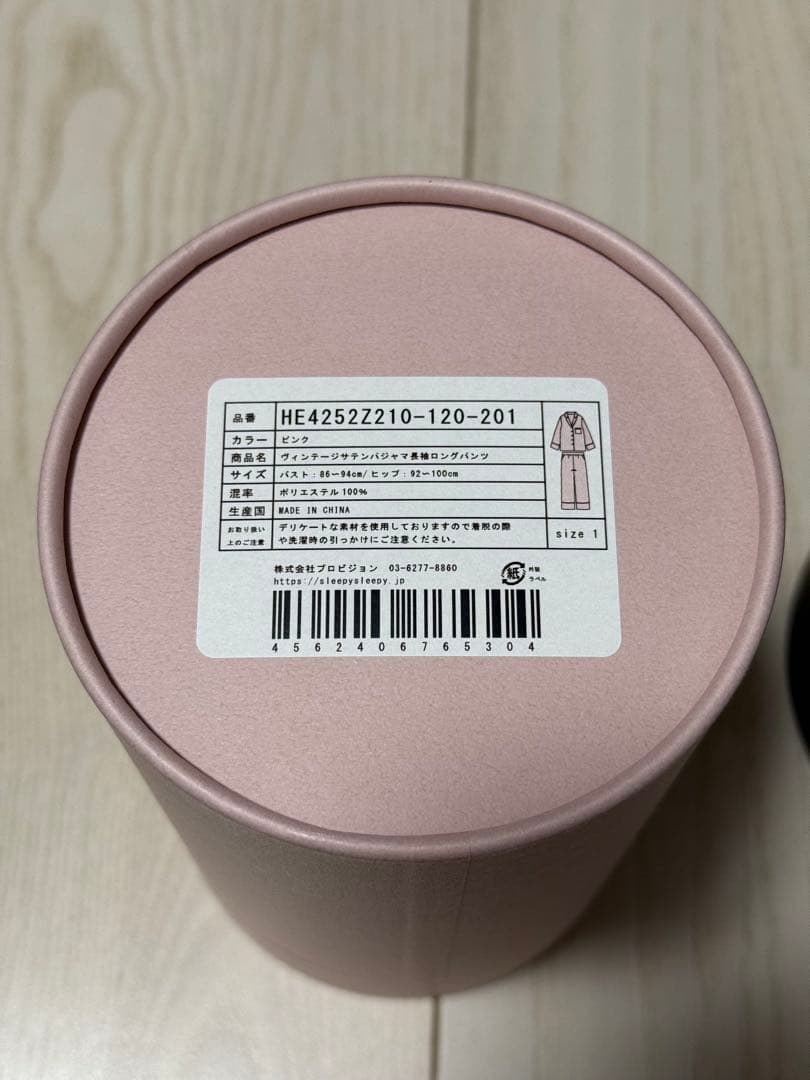 品番 HE4252Z210-120-201
カラー ピンク
商品名 ヴィンテージサテンパジャマ長袖ロングパンツ
サイズ バスト：86〜94cm/ヒップ：92〜100cm
混率 ポリエステル100%
生産国 MADE IN CHINA
お取り扱い上のご注意 デリケートな素材を使用しておりますので着脱の際
や洗濯時の引っかけにご注意ください。
size 1
株式会社プロビジョン 03-6277-8860
https://sleepysleepy.jp
紙 外装
ラベル
4562406765304